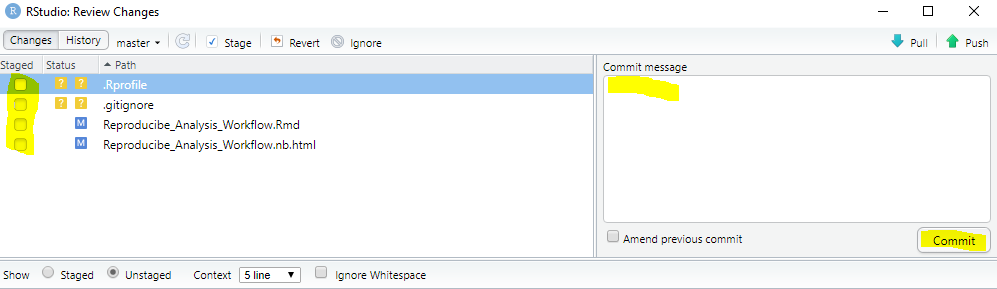 R RStudio: Review Changes
Changes History master Stage Revert Ignore Pull Push
Staged Status Path
? ? .Rprofile
? ? .gitignore
M Reproducibe_Analysis_Workflow.Rmd
M Reproducibe_Analysis_Workflow.nb.html
Commit message
Amend previous commit Commit
Show Staged Unstaged Context 5 line Ignore Whitespace